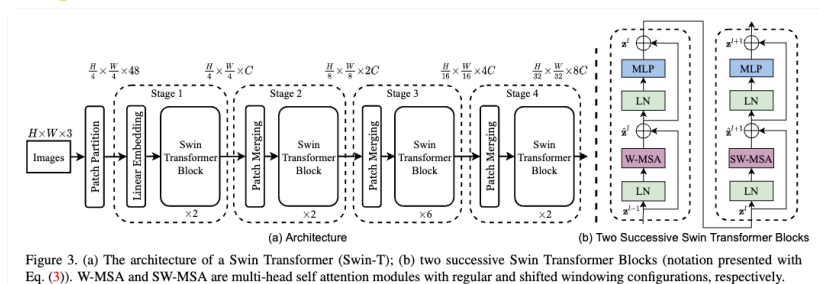 H/4 × W/4 × 48
H/4 × W/4 × C
H/8 × W/8 × 2C
H/16 × W/16 × 4C
H/32 × W/32 × 8C
Stage 1
Stage 2
Stage 3
Stage 4
H×W×3
Images
Patch Partition
Linear Embedding
Swin
Transformer
Block
×2
Patch Merging
Swin
Transformer
Block
×2
Patch Merging
Swin
Transformer
Block
×6
Patch Merging
Swin
Transformer
Block
×2
(a) Architecture
z^l
MLP
LN
ẑ^l
W-MSA
LN
z^{l-1}
z^{l+1}
MLP
LN
ẑ^{l+1}
SW-MSA
LN
z^l
(b) Two Successive Swin Transformer Blocks
Figure 3. (a) The architecture of a Swin Transformer (Swin-T); (b) two successive Swin Transformer Blocks (notation presented with
Eq. (3)). W-MSA and SW-MSA are multi-head self attention modules with regular and shifted windowing configurations, respectively.